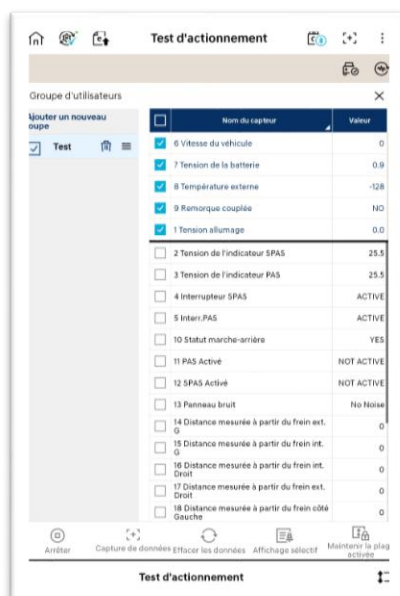 Test d'actionnement
Groupe d'utilisateurs
Ajouter un nouveau
oupe
Nom du capteur Valeur
Test
6 Vitesse du véhicule 0
7 Tension de la batterie 0.9
8 Température externe -128
9 Remorque couplée NO
1 Tension allumage 0.0
2 Tension de l'indicateur SPAS 25.5
3 Tension de l'indicateur PAS 25.5
4 Interrupteur SPAS ACTIVE
5 Interr.PAS ACTIVE
10 Statut marche-arrière YES
11 PAS Activé NOT ACTIVE
12 SPAS Activé NOT ACTIVE
13 Panneau bruit No Noise
14 Distance mesurée à partir du frein ext.
G 0
15 Distance mesurée à partir du frein int.
G 0
16 Distance mesurée à partir du frein int.
Droit 0
17 Distance mesurée à partir du frein ext.
Droit 0
18 Distance mesurée à partir du frein côté
Gauche 0
Arrêter Capture de données Effacer les données Affichage sélectif Maintenir la plag
activée
Test d'actionnement